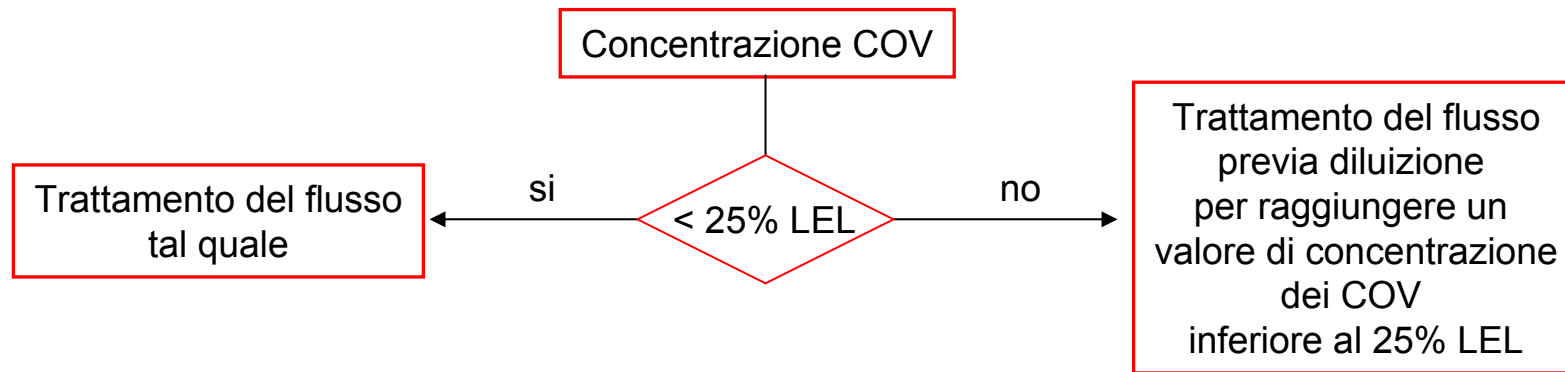 Concentrazione COV
Trattamento del flusso
tal quale
si
< 25% LEL
no
Trattamento del flusso
previa diluizione
per raggiungere un
valore di concentrazione
dei COV
inferiore al 25% LEL